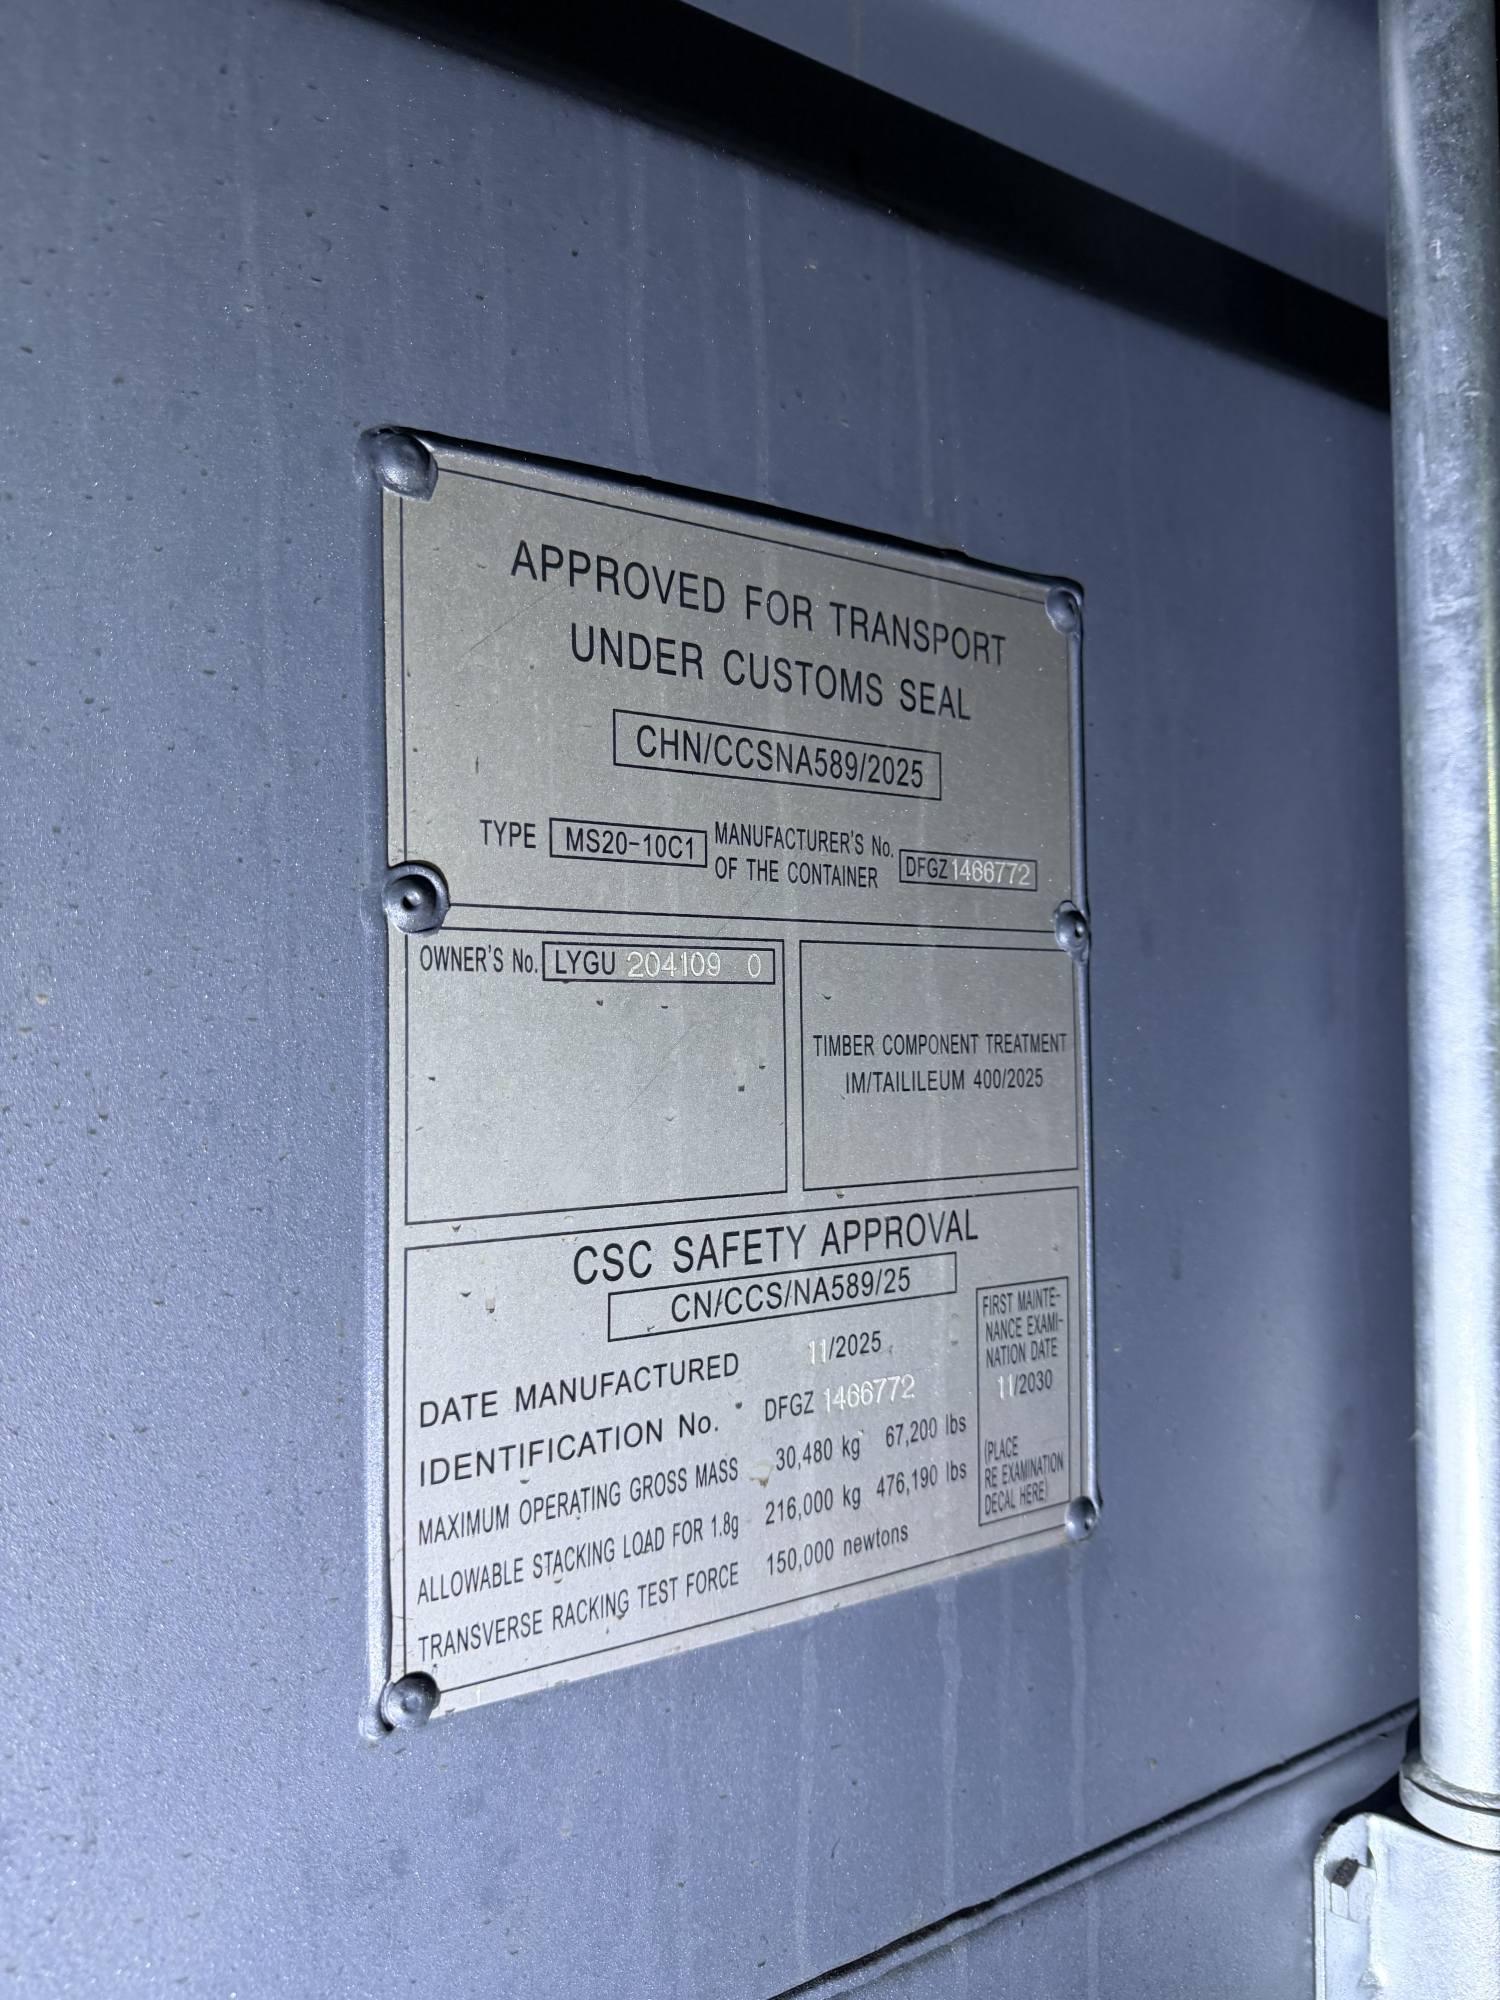 APPROVED FOR TRANSPORT
UNDER CUSTOMS SEAL
CHN/CCSNA589/2025
TYPE MS20-10C1 MANUFACTURER'S No. OF THE CONTAINER DFGZ 1466772
OWNER'S No. LYGU 204109 0
TIMBER COMPONENT TREATMENT
IM/TAILILEUM 400/2025
CSC SAFETY APPROVAL
CN/CCS/NA589/25
DATE MANUFACTURED 11/2025
IDENTIFICATION No. DFGZ 1466772
MAXIMUM OPERATING GROSS MASS 30,480 kg 67,200 lbs
ALLOWABLE STACKING LOAD FOR 1.8g 216,000 kg 476,190 lbs
TRANSVERSE RACKING TEST FORCE 150,000 newtons
FIRST MAINTE-
NANCE EXAMI-
NATION DATE
11/2030
(PLACE
RE EXAMINATION
DECAL HERE)